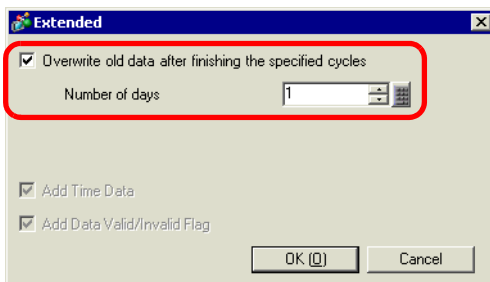 Extended
Overwrite old data after finishing the specified cycles
Number of days 1
Add Time Data
Add Data Valid/Invalid Flag
OK (O) Cancel